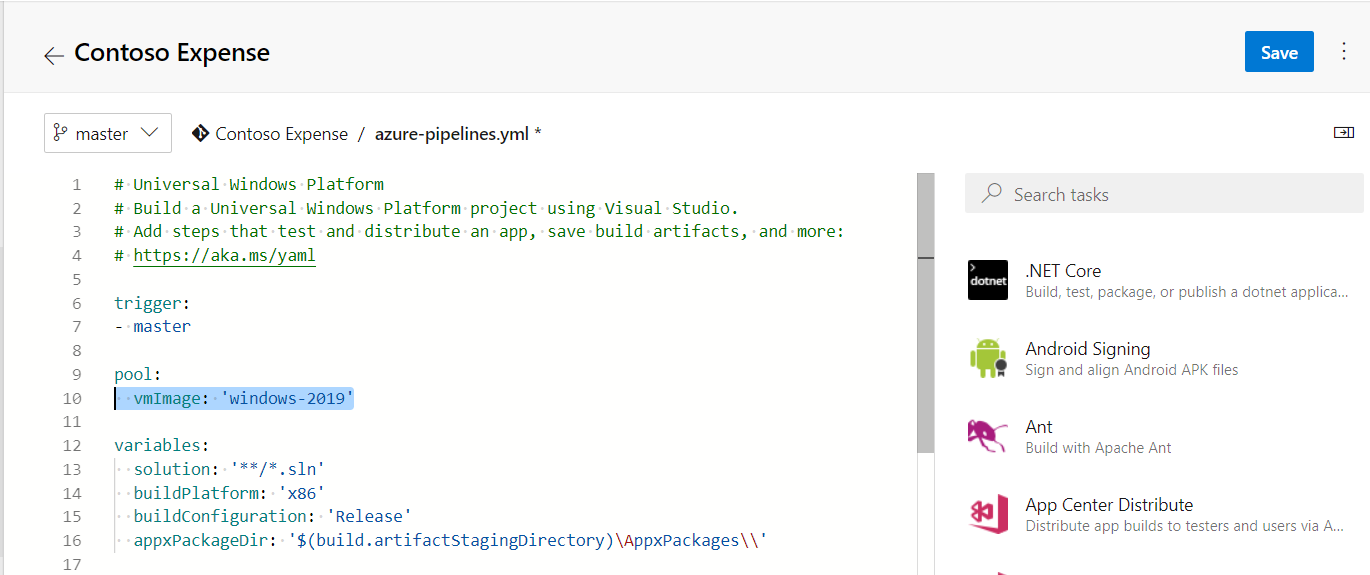 Contoso Expense
Save
master
Contoso Expense / azure-pipelines.yml *
1 # Universal Windows Platform
2 # Build a Universal Windows Platform project using Visual Studio.
3 # Add steps that test and distribute an app, save build artifacts, and more:
4 # https://aka.ms/yaml
5
6 trigger:
7 - master
8
9 pool:
10   vmImage: 'windows-2019'
11
12 variables:
13   solution: '**/*.sln'
14   buildPlatform: 'x86'
15   buildConfiguration: 'Release'
16   appxPackageDir: '$(build.artifactStagingDirectory)\AppxPackages\\'
17
Search tasks
dotnet
.NET Core
Build, test, package, or publish a dotnet applica...
Android Signing
Sign and align Android APK files
Ant
Build with Apache Ant
App Center Distribute
Distribute app builds to testers and users via A...